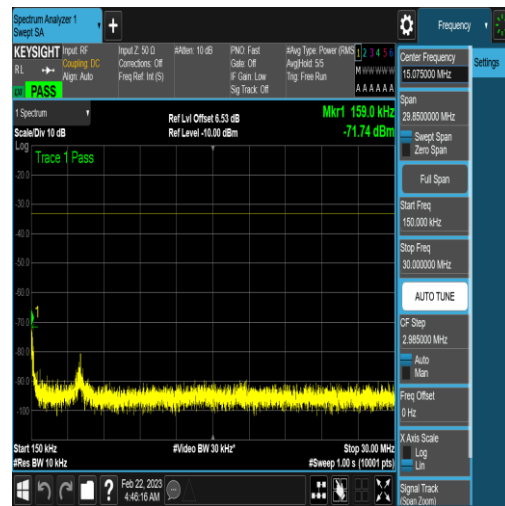 Spectrum Analyzer 1
Swept SA
+
Frequency
KEYSIGHT
RL
Input: RF
Coupling: DC
Align: Auto
Input Z: 50 Ω
Corrections: Off
Freq Ref: Int (S)
#Atten: 10 dB
PNO: Fast
Gate: Off
IF Gain: Low
Sig Track: Off
#Avg Type: Power (RMS
Avg|Hold: 5/5
Trig: Free Run
1 2 3 4 5 6
M W W W W W
A A A A A A
LXI PASS
1 Spectrum
Scale/Div 10 dB
Ref Lvl Offset 6.53 dB
Ref Level -10.00 dBm
Mkr1 159.0 kHz
-71.74 dBm
Log
Trace 1 Pass
-20.0
-30.0
-40.0
-50.0
-60.0
-70.0
-80.0
-90.0
-100
1
Start 150 kHz
#Res BW 10 kHz
#Video BW 30 kHz*
Stop 30.00 MHz
#Sweep 1.00 s (10001 pts)
Center Frequency
15.075000 MHz
Settings
Span
29.8500000 MHz
Swept Span
Zero Span
Full Span
Start Freq
150.000 kHz
Stop Freq
30.000000 MHz
AUTO TUNE
CF Step
2.985000 MHz
Auto
Man
Freq Offset
0 Hz
X Axis Scale
Log
Lin
Signal Track
(Span Zoom)
?
Feb 22, 2023
4:46:16 AM